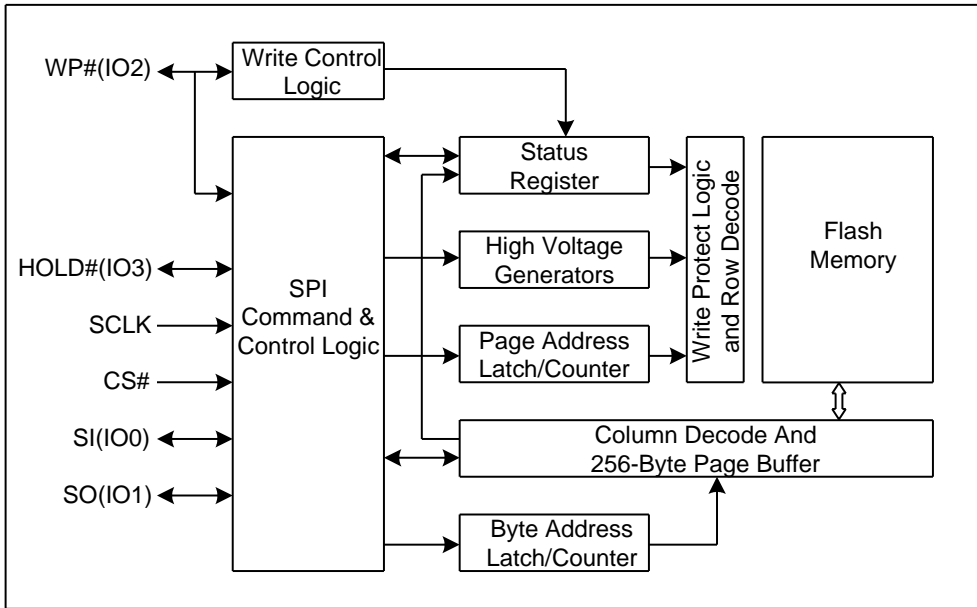 WP#(IO2)
Write Control
Logic
HOLD#(IO3)
SCLK
CS#
SI(IO0)
SO(IO1)
SPI
Command &
Control Logic
Status
Register
High Voltage
Generators
Page Address
Latch/Counter
Write Protect Logic
and Row Decode
Flash
Memory
Column Decode And
256-Byte Page Buffer
Byte Address
Latch/Counter